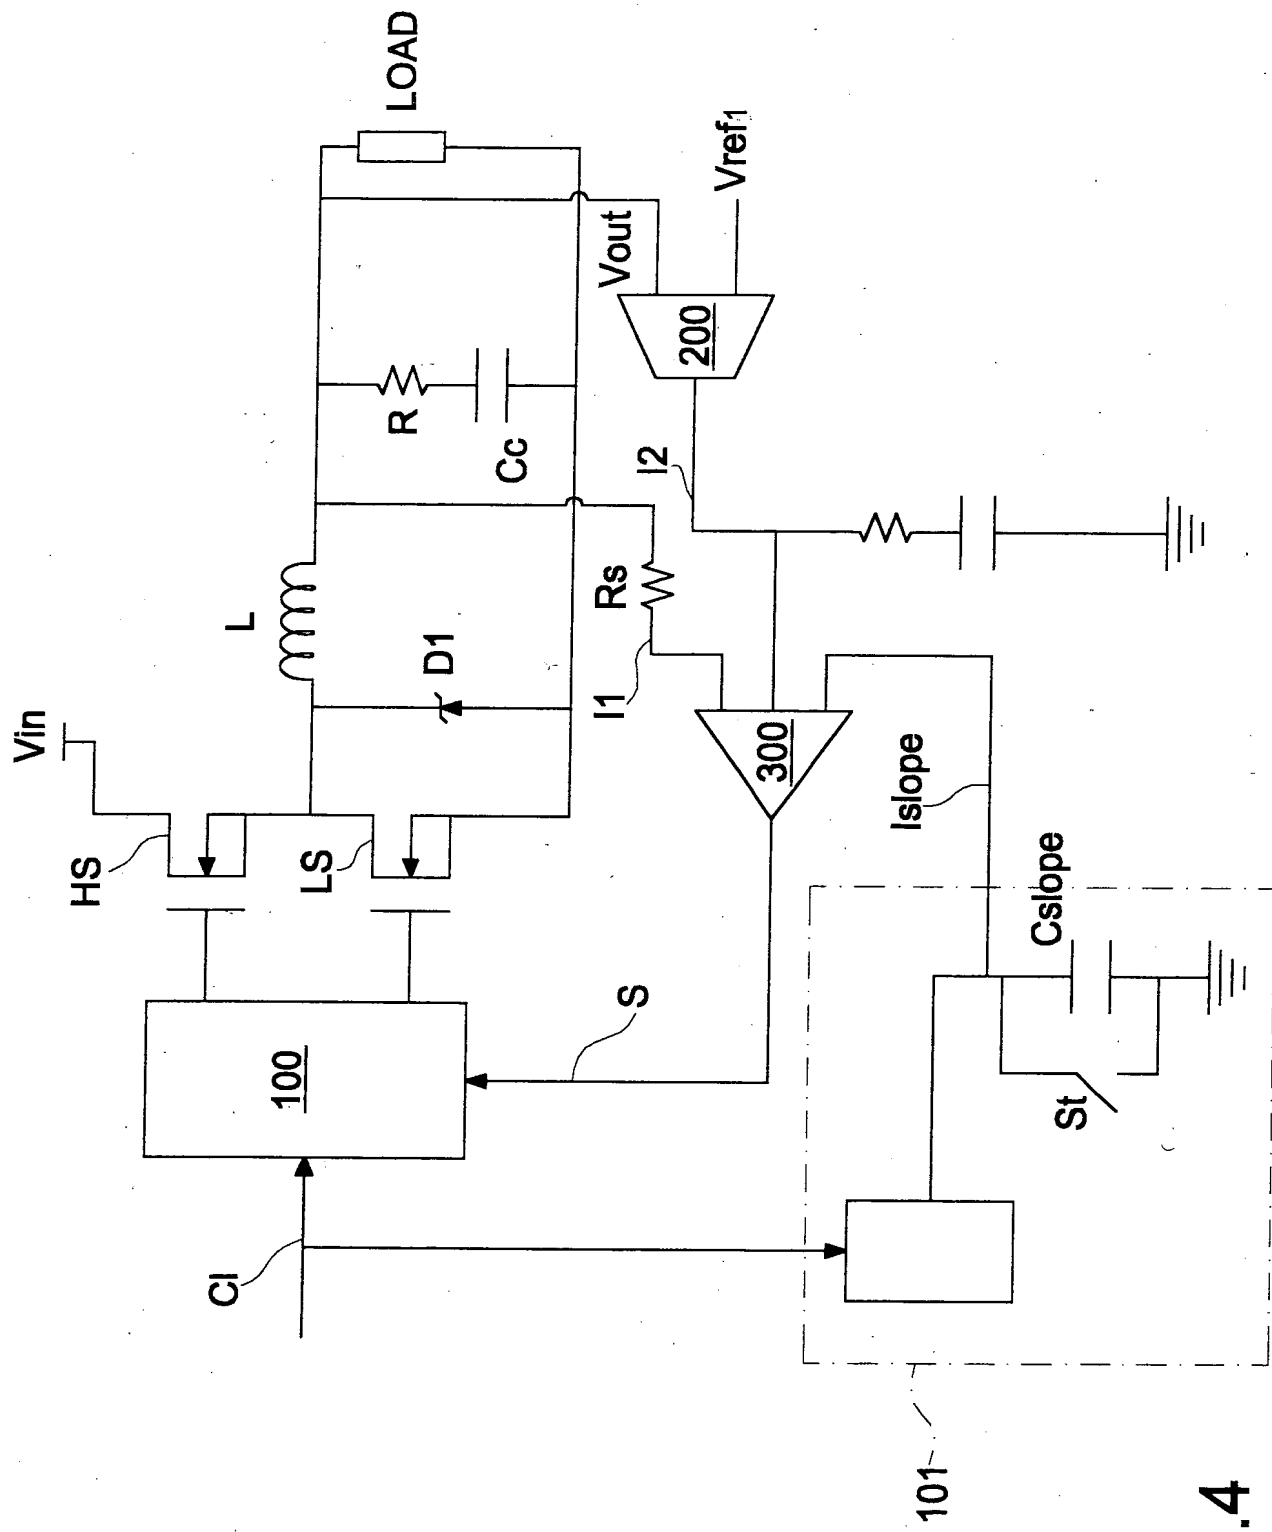 Vin
HS
LS
L
D1
R
Cc
LOAD
Vout
Vref1
200
I2
Rs
I1
300
100
S
Cl
Islope
Cslope
St
101
.4